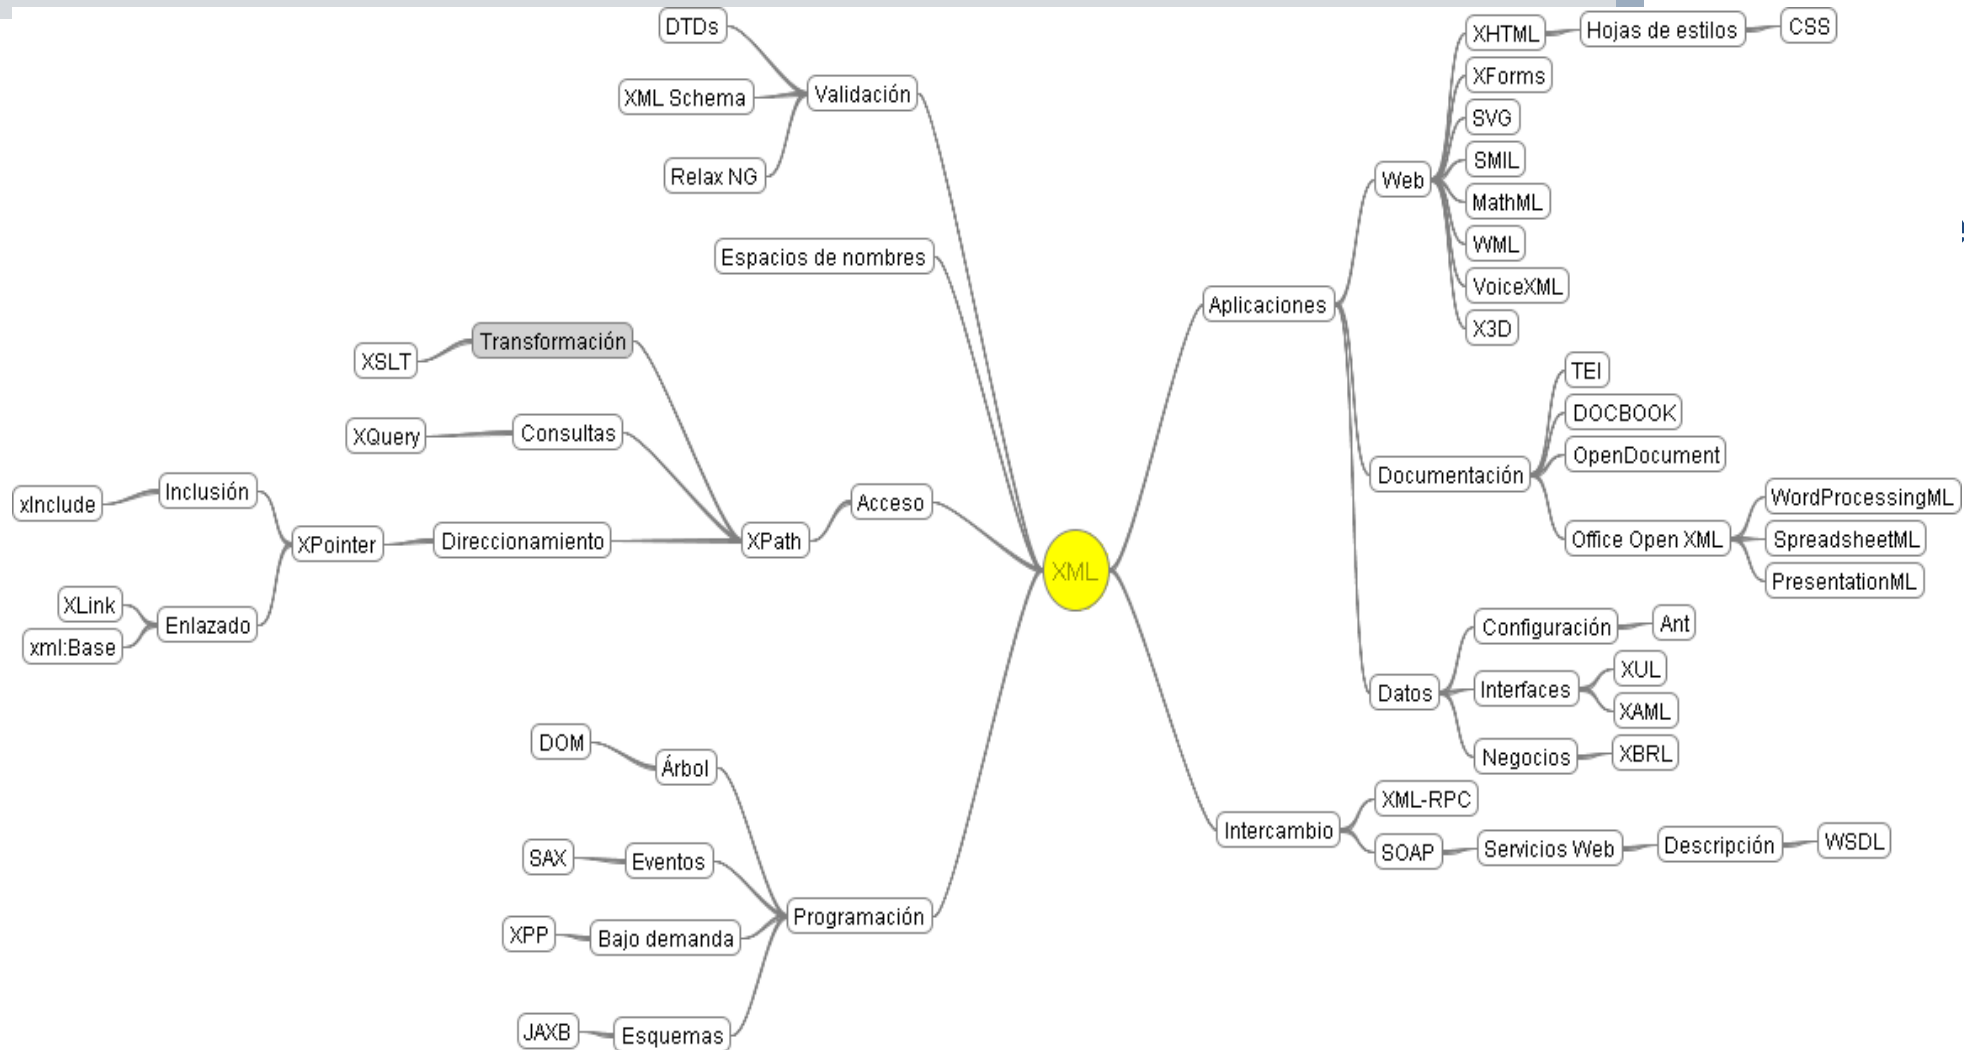 DTDs
XML Schema
Validación
Relax NG
Espacios de nombres
Transformación
XSLT
XQuery
Consultas
xInclude
Inclusión
XPointer
Direccionamiento
XPath
Acceso
XLink
xml:Base
Enlazado
XML
DOM
Árbol
SAX
Eventos
Programación
XPP
Bajo demanda
JAXB
Esquemas
Aplicaciones
Web
XHTML
Hojas de estilos
CSS
XForms
SVG
SMIL
MathML
WML
VoiceXML
X3D
Documentación
TEI
DOCBOOK
OpenDocument
Office Open XML
WordProcessingML
SpreadsheetML
PresentationML
Datos
Configuración
Ant
Interfaces
XUL
XAML
Negocios
XBRL
Intercambio
XML-RPC
SOAP
Servicios Web
Descripción
WSDL